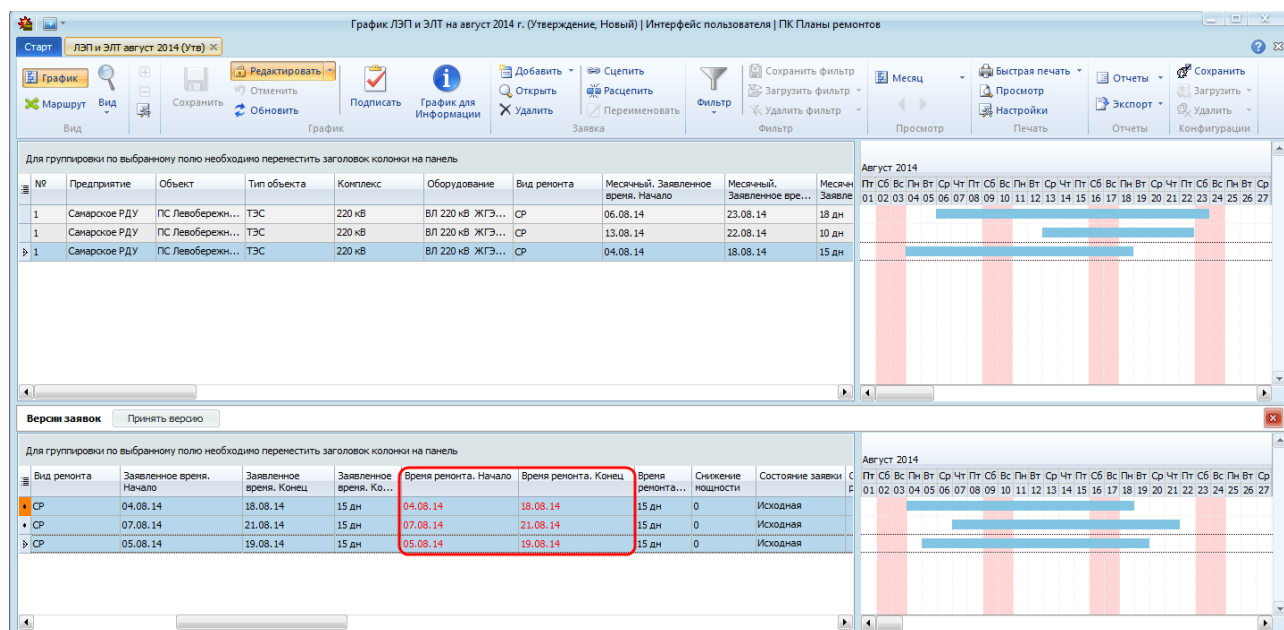 График ЛЭП и ЭЛТ на август 2014 г. (Утверждение, Новый) | Интерфейс пользователя | ПК Планы ремонтов
Старт ЛЭП и ЭЛТ август 2014 (Утв)
График Редактировать Добавить Сцепить Сохранить фильтр Месяц Быстрая печать Отчеты Сохранить
Отменить Открыть Расцепить Загрузить фильтр Просмотр Загрузить
Маршрут Вид Сохранить Обновить Подписать График для Информации Удалить Переименовать Фильтр Удалить фильтр Настройки Экспорт Удалить
Вид График Заявка Фильтр Просмотр Печать Отчеты Конфигурации
Для группировки по выбранному полю необходимо переместить заголовок колонки на панель
Август 2014
№ Предприятие Объект Тип объекта Комплекс Оборудование Вид ремонта Месячный. Заявленное время. Начало Месячный. Заявленное вре... Месячн Заявле
Пт Сб Вс Пн Вт Ср Чт Пт Сб Вс Пн Вт Ср Чт Пт Сб Вс Пн Вт Ср Чт Пт Сб Вс Пн Вт Ср
01 02 03 04 05 06 07 08 09 10 11 12 13 14 15 16 17 18 19 20 21 22 23 24 25 26 27
1 Самарское РДУ ПС Левобережн... ТЭС 220 кВ ВЛ 220 кВ ЖГЭ... СР 06.08.14 23.08.14 18 дн
1 Самарское РДУ ПС Левобережн... ТЭС 220 кВ ВЛ 220 кВ ЖГЭ... СР 13.08.14 22.08.14 10 дн
1 Самарское РДУ ПС Левобережн... ТЭС 220 кВ ВЛ 220 кВ ЖГЭ... СР 04.08.14 18.08.14 15 дн
Версии заявок Принять версию
Для группировки по выбранному полю необходимо переместить заголовок колонки на панель
Август 2014
Вид ремонта Заявленное время. Начало Заявленное время. Конец Заявленное время. Ко... Время ремонта. Начало Время ремонта. Конец Время ремонта... Снижение мощности Состояние заявки
Пт Сб Вс Пн Вт Ср Чт Пт Сб Вс Пн Вт Ср Чт Пт Сб Вс Пн Вт Ср Чт Пт Сб Вс Пн Вт Ср
01 02 03 04 05 06 07 08 09 10 11 12 13 14 15 16 17 18 19 20 21 22 23 24 25 26 27
СР 04.08.14 18.08.14 15 дн 04.08.14 18.08.14 15 дн 0 Исходная
СР 07.08.14 21.08.14 15 дн 07.08.14 21.08.14 15 дн 0 Исходная
СР 05.08.14 19.08.14 15 дн 05.08.14 19.08.14 15 дн 0 Исходная